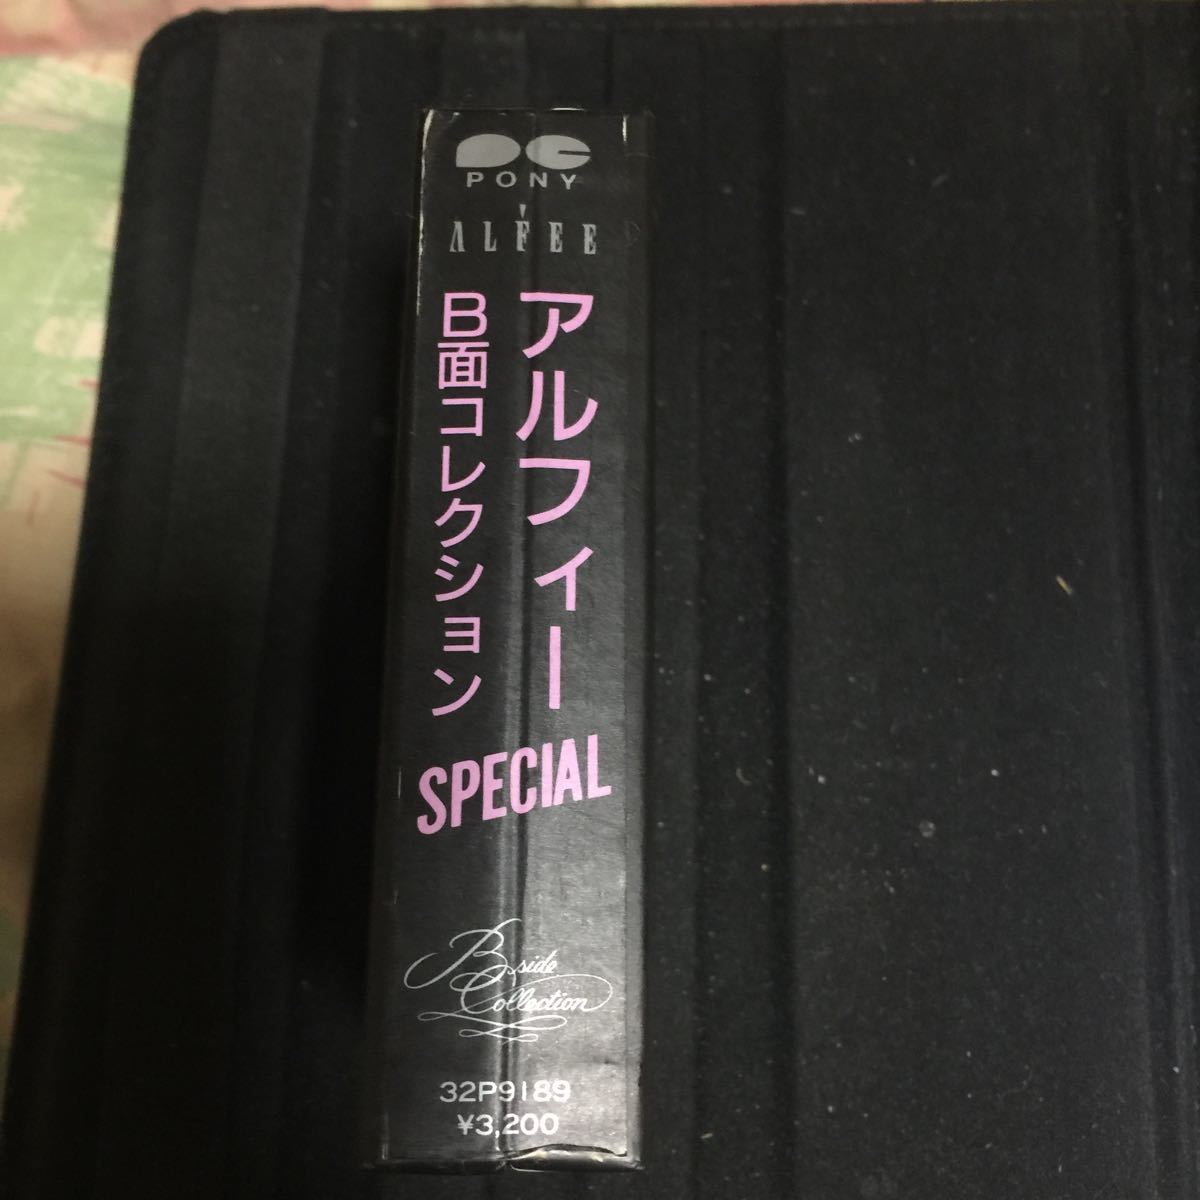 PC
PONY
ALFEE
アルフィー
B面コレクション
SPECIAL
B side
Collection
32P9189
¥3,200